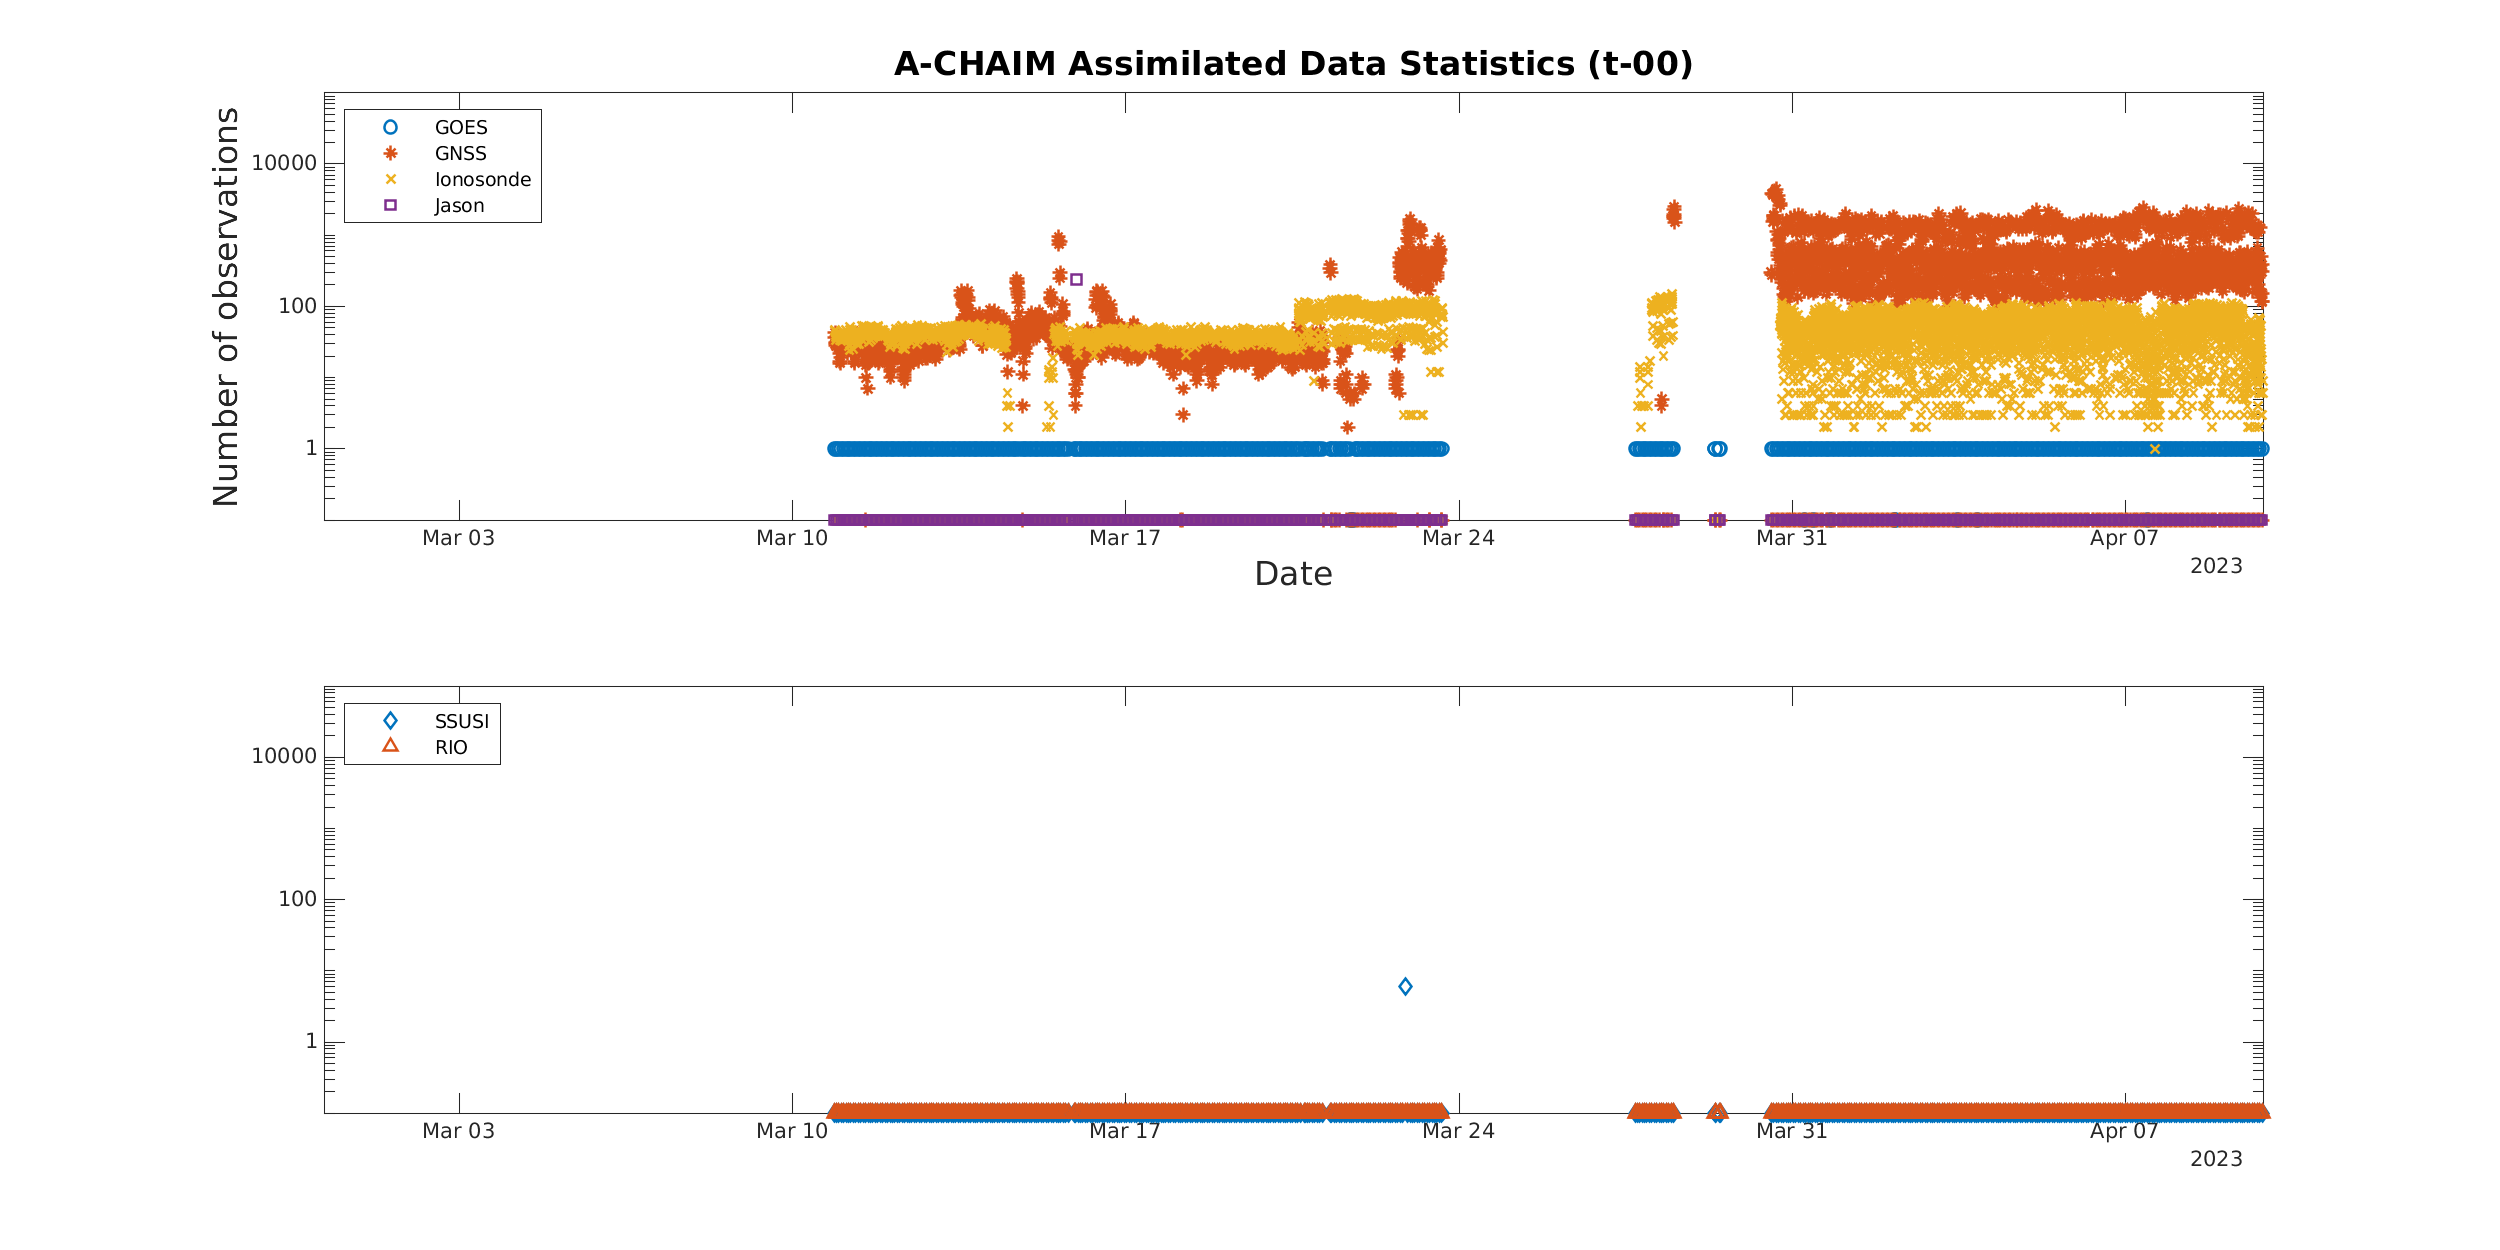 A-CHAIM Assimilated Data Statistics (t-00)
Number of observations
10000
100
1
GOES
GNSS
Ionosonde
Jason
Mar 03
Mar 10
Mar 17
Mar 24
Mar 31
Apr 07
2023
Date
10000
100
1
SSUSI
RIO
Mar 03
Mar 10
Mar 17
Mar 24
Mar 31
Apr 07
2023